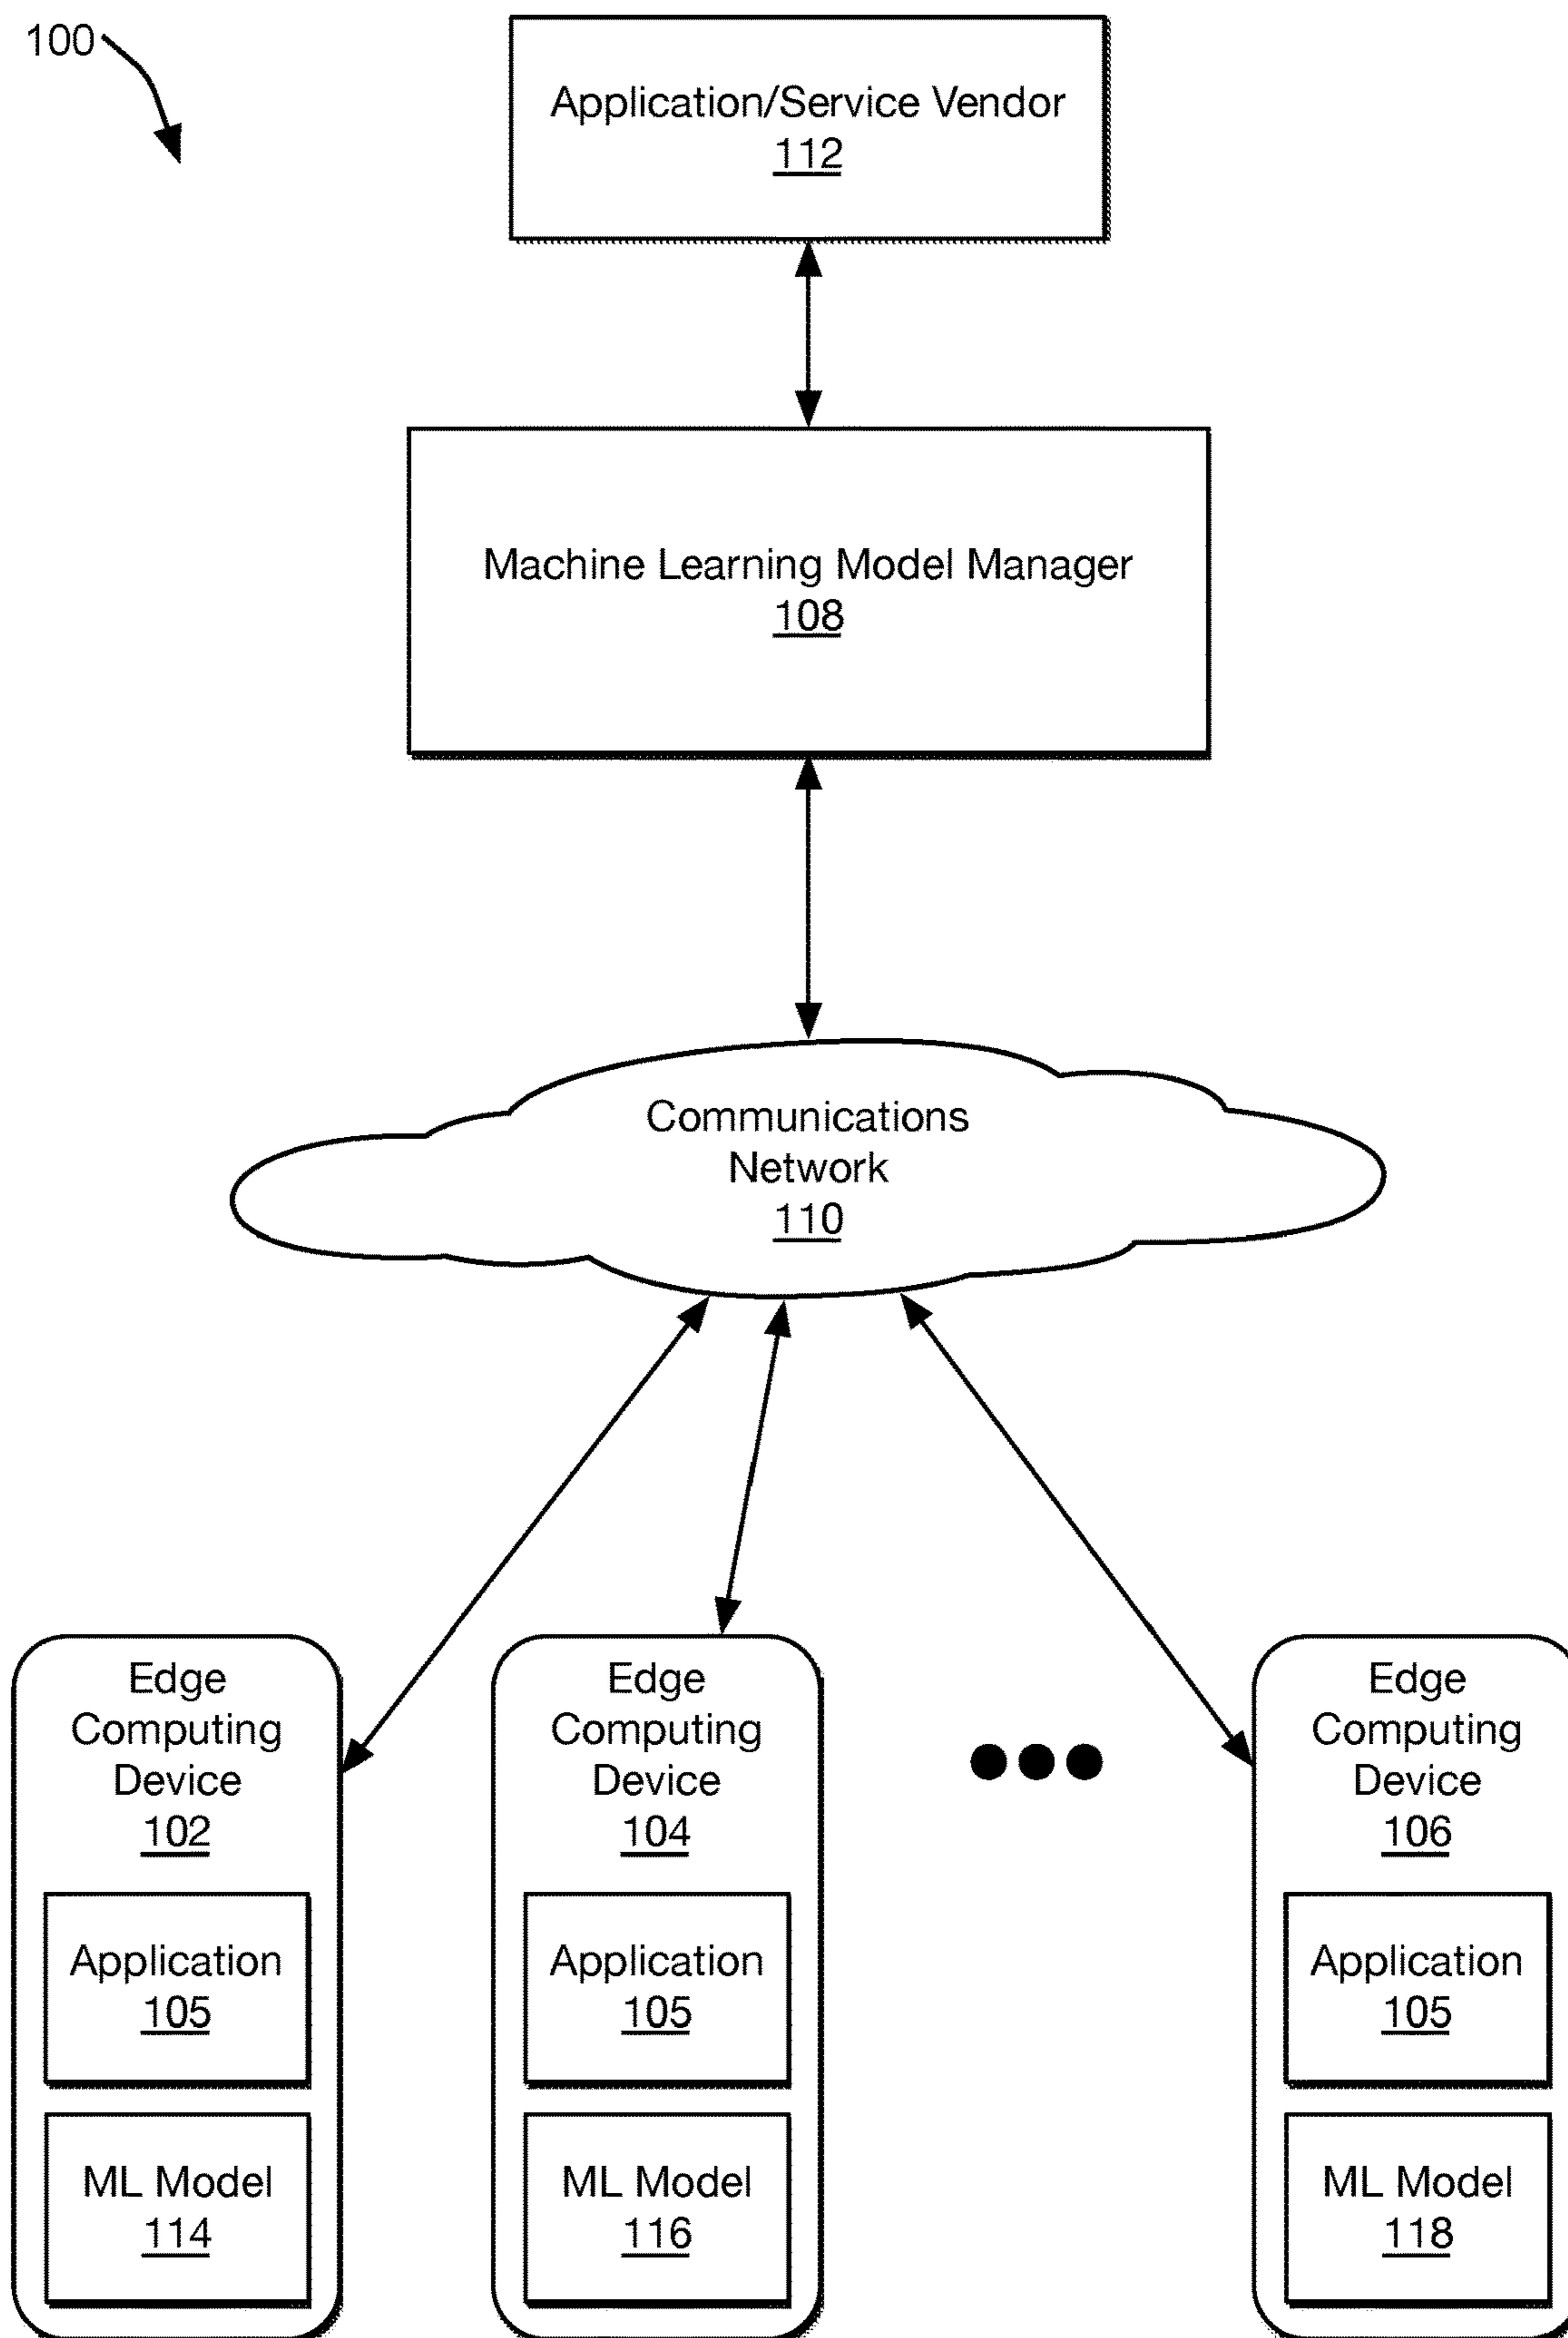 100
Application/Service Vendor
112
Machine Learning Model Manager
108
Communications
Network
110
Edge
Computing
Device
102
Application
105
ML Model
114
Edge
Computing
Device
104
Application
105
ML Model
116
Edge
Computing
Device
106
Application
105
ML Model
118